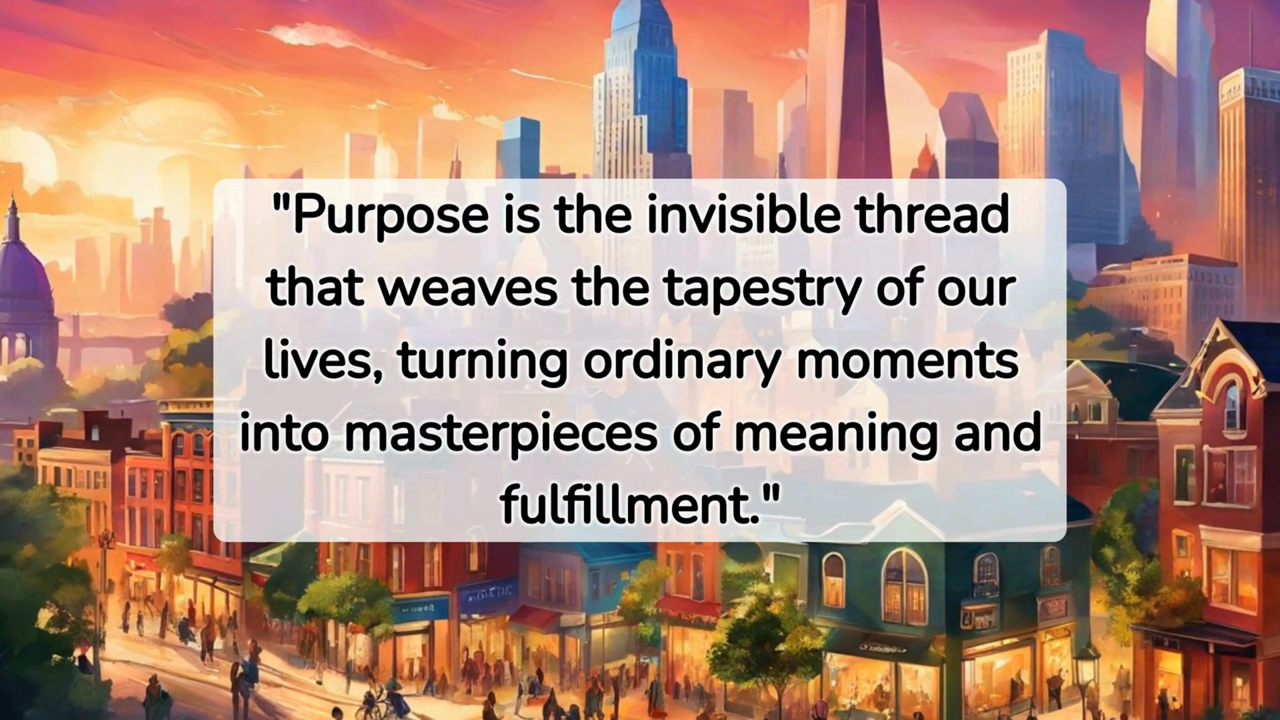 "Purpose is the invisible thread
that weaves the tapestry of our
lives, turning ordinary moments
into masterpieces of meaning and
fulfillment."